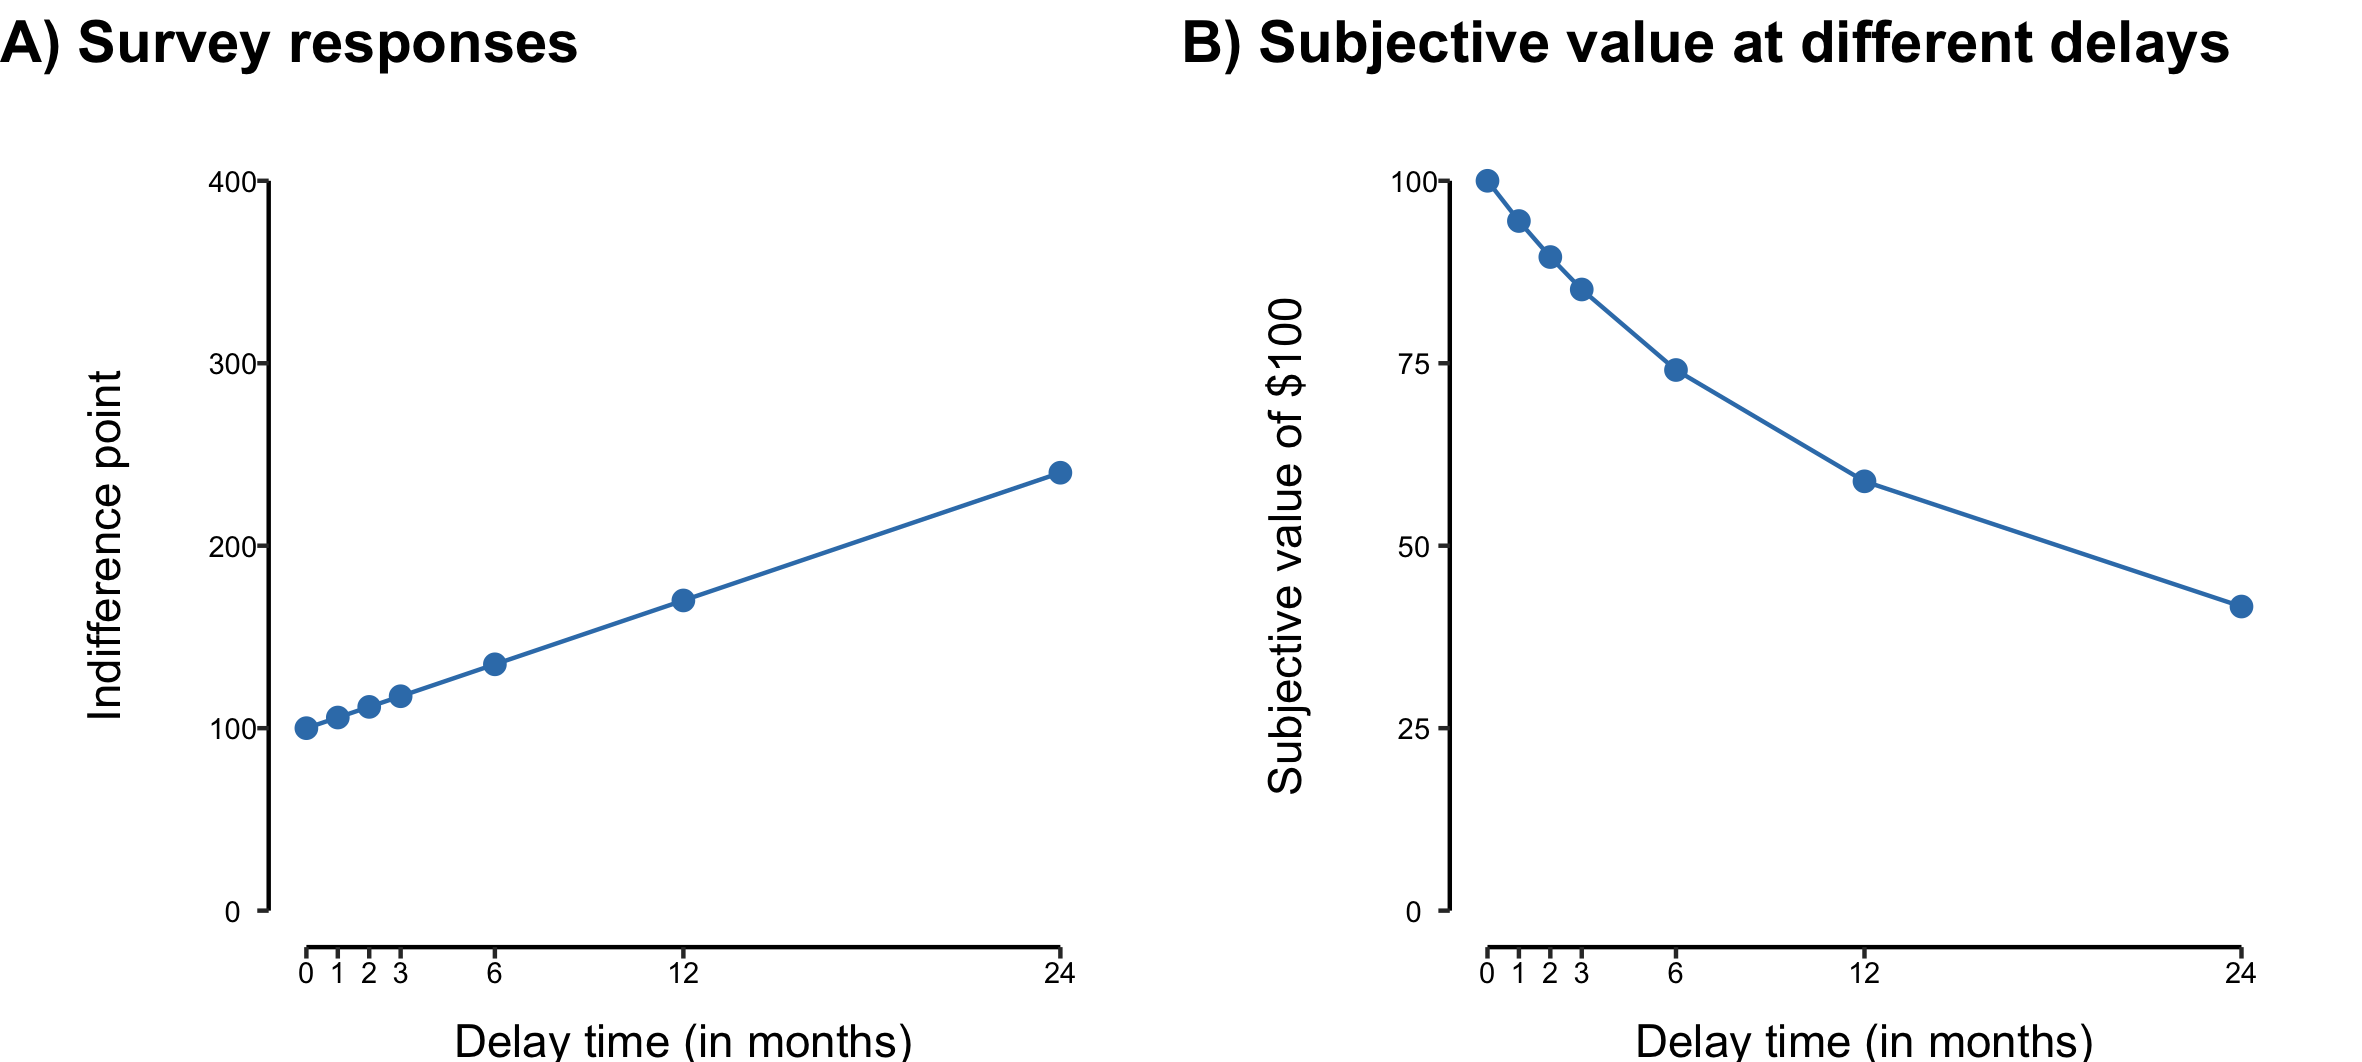 A) Survey responses
400
300
200
100
0
Indifference point
0 1 2 3 6 12 24
Delay time (in months)
B) Subjective value at different delays
100
75
50
25
0
Subjective value of $100
0 1 2 3 6 12 24
Delay time (in months)